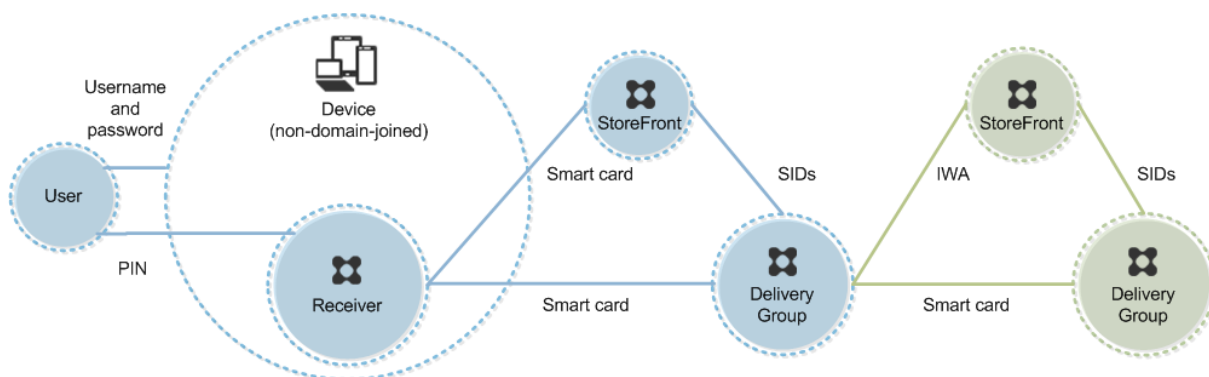 Username
and
password
User
PIN
Device
(non-domain-joined)
Receiver
StoreFront
Smart card
SIDs
Smart card
Delivery
Group
StoreFront
IWA
SIDs
Smart card
Delivery
Group